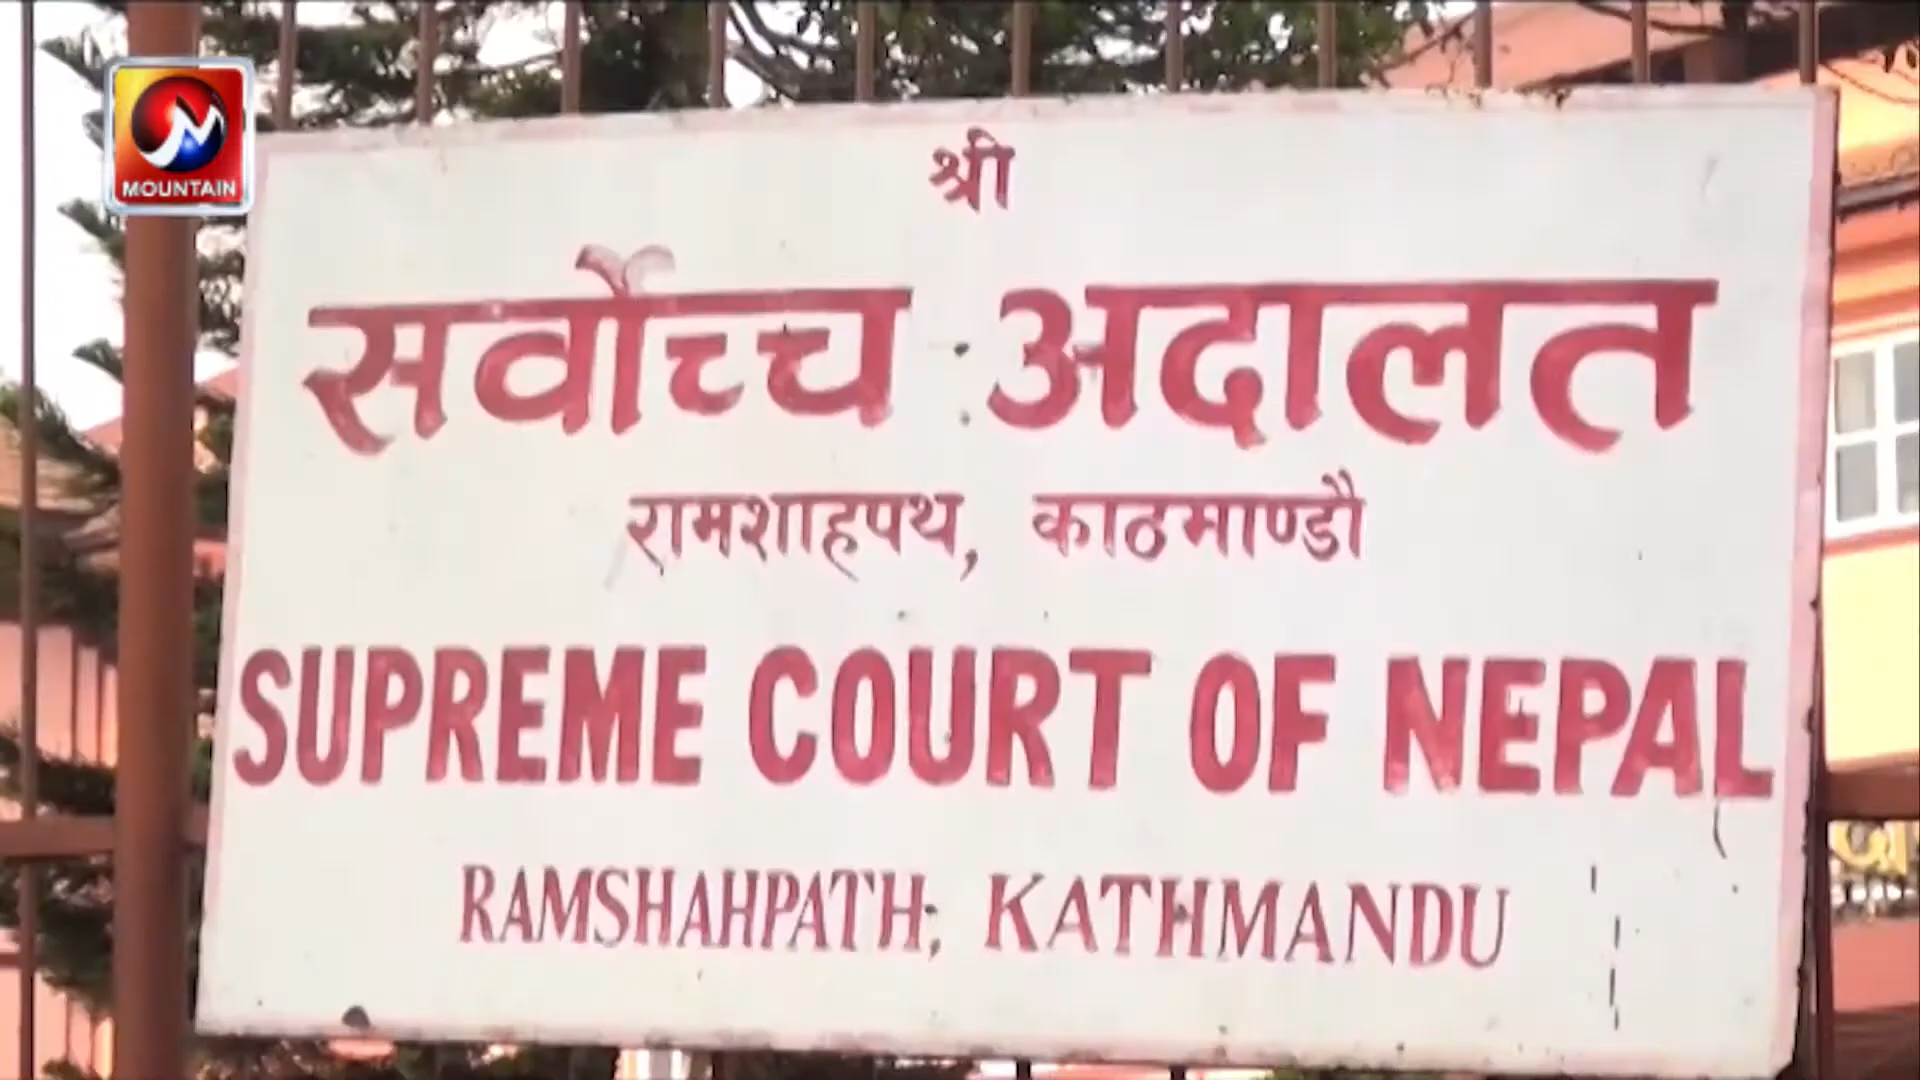 MOUNTAIN
श्री
सर्वोच्च अदालत
रामशाहपथ, काठमाण्डौ
SUPREME COURT OF NEPAL
RAMSHAHPATH, KATHMANDU